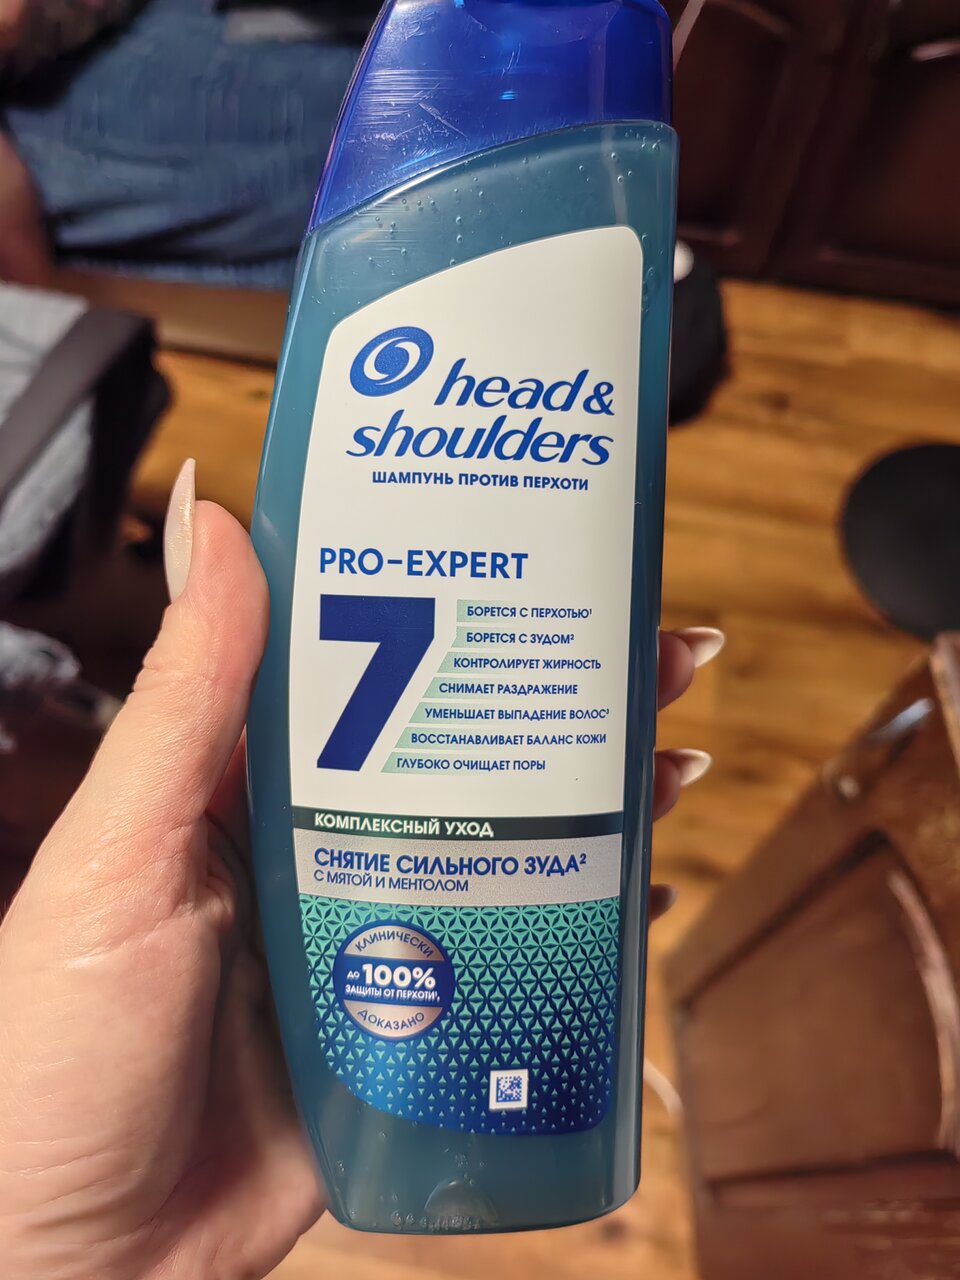 head &
shoulders
ШАМПУНЬ ПРОТИВ ПЕРХОТИ
PRO-EXPERT
7
БОРЕТСЯ С ПЕРХОТЬЮ¹
БОРЕТСЯ С ЗУДОМ²
КОНТРОЛИРУЕТ ЖИРНОСТЬ
СНИМАЕТ РАЗДРАЖЕНИЕ
УМЕНЬШАЕТ ВЫПАДЕНИЕ ВОЛОС³
ВОССТАНАВЛИВАЕТ БАЛАНС КОЖИ
ГЛУБОКО ОЧИЩАЕТ ПОРЫ
КОМПЛЕКСНЫЙ УХОД
СНЯТИЕ СИЛЬНОГО ЗУДА²
С МЯТОЙ И МЕНТОЛОМ
КЛИНИЧЕСКИ
ДО 100%
ЗАЩИТЫ ОТ ПЕРХОТИ¹,
ДОКАЗАНО